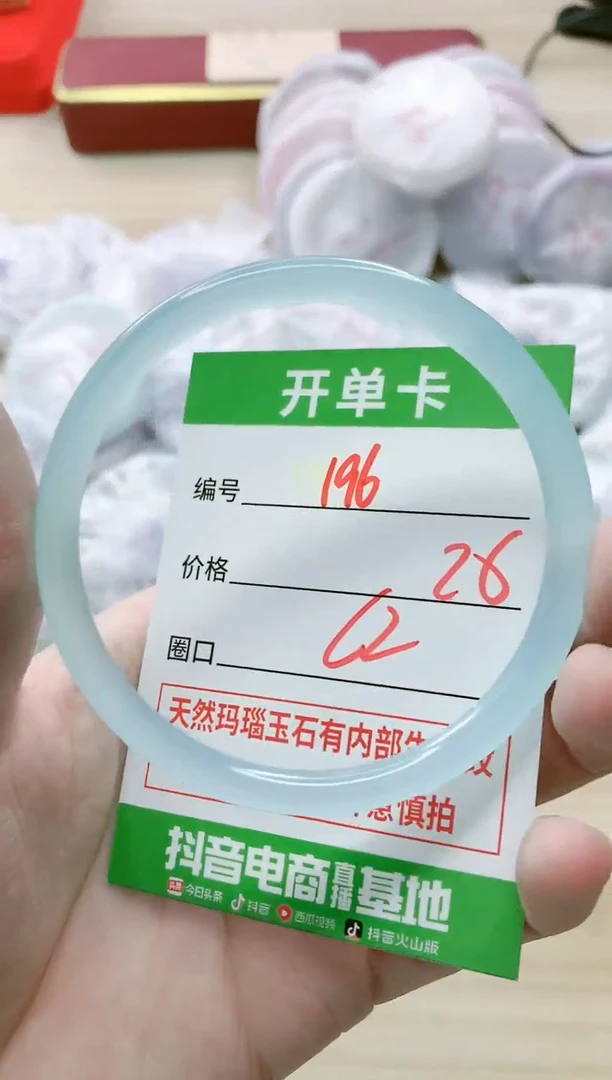 开单卡
编号 196
价格 26
圈口 62
天然玛瑙玉石有内部
慎拍
抖音电商直播基地
头条 今日头条 抖音 西瓜视频 抖音火山版